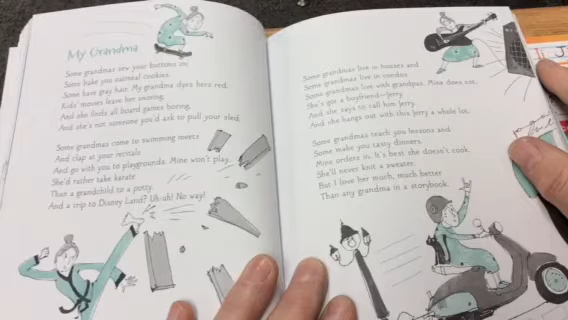 My Grandma
Some grandmas sew your buttons on;
Some bake you oatmeal cookies.
Some have gray hair. My grandma dyes hers red.
Kids' movies leave her snoring,
And she finds all board games boring,
And she's not someone you'd ask to pull your sled.
Some grandmas come to swimming meets
And clap at your recitals
And go with you to playgrounds. Mine won't play.
She'd rather take karate
Than a grandchild to a potty.
And a trip to Disney Land? Uh-uh! No way!
Some grandmas live in houses and
Some grandmas live in condos.
Some grandmas live with grandpas. Mine does not.
She's got a boyfriend—Jerry,
And she says to call him Jerry.
And she hangs out with this Jerry a whole lot.
Some grandmas teach you lessons and
Some make you tasty dinners.
Mine orders in. It's best she doesn't cook.
She'll never knit a sweater.
But I love her much, much better
Than any grandma in a storybook.